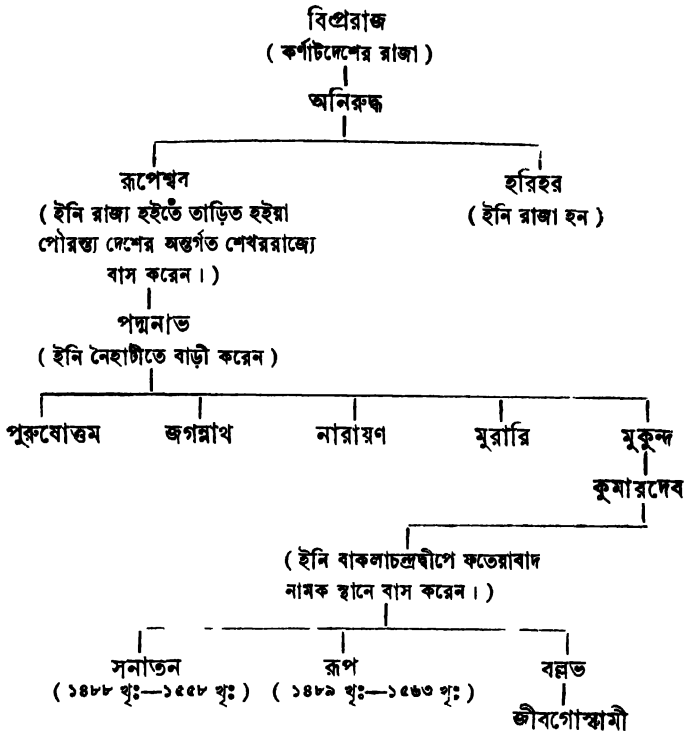 বিপ্ররাজ
( কর্ণাটদেশের রাজা )
অনিরুদ্ধ
রূপেশ্বব
( ইনি রাজ্য হইতেঁ তাড়িত হইয়া
পৌরস্ত্য দেশের অন্তর্গত শেখররাজ্যে
বাস করেন । )
হরিহর
( ইনি রাজা হন )
পদ্মনাভ
( ইনি নৈহাটীতে বাড়ী করেন )
পুরুষোত্তম
জগন্নাথ
নারায়ণ
মুরারি
মুকুন্দ
কুমারদেব
( ইনি বাকলাচন্দ্রদ্বীপে ফতেয়াবাদ
নামক স্থানে বাস করেন । )
সনাতন
( ১৪৮৮ খৃঃ—১৫৫৮ খৃঃ )
রূপ
( ১৪৮৯ খৃঃ—১৫৬৩ খৃঃ )
বল্লভ
জীবগোস্বামী